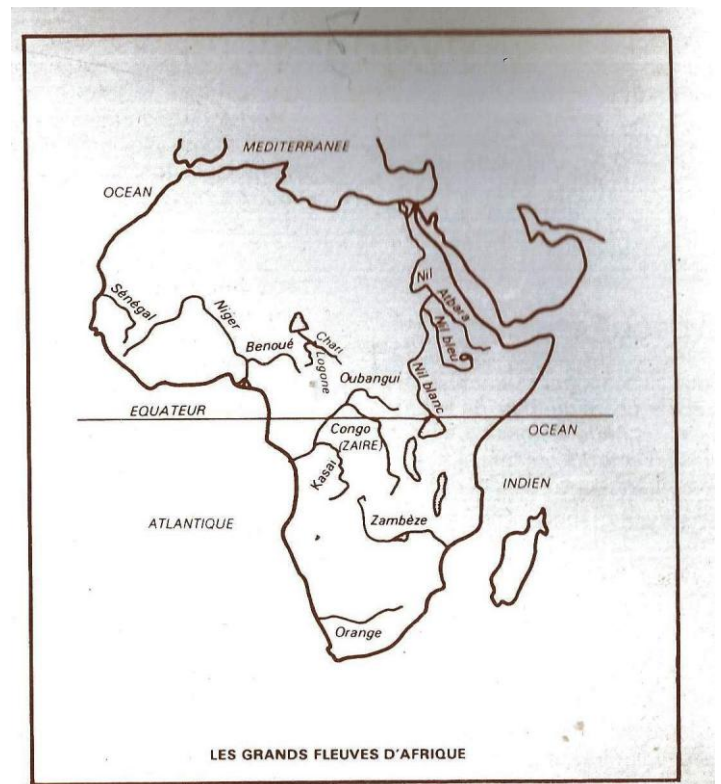 MEDITERRANEE
OCEAN
Nil
Atbara
Sénégal
Niger
Nil bleu
Benoué
Chari
Logone
Oubangui
Nil blanc
EQUATEUR
OCEAN
Congo
(ZAIRE)
Kasai
INDIEN
ATLANTIQUE
Zambèze
Orange
LES GRANDS FLEUVES D'AFRIQUE